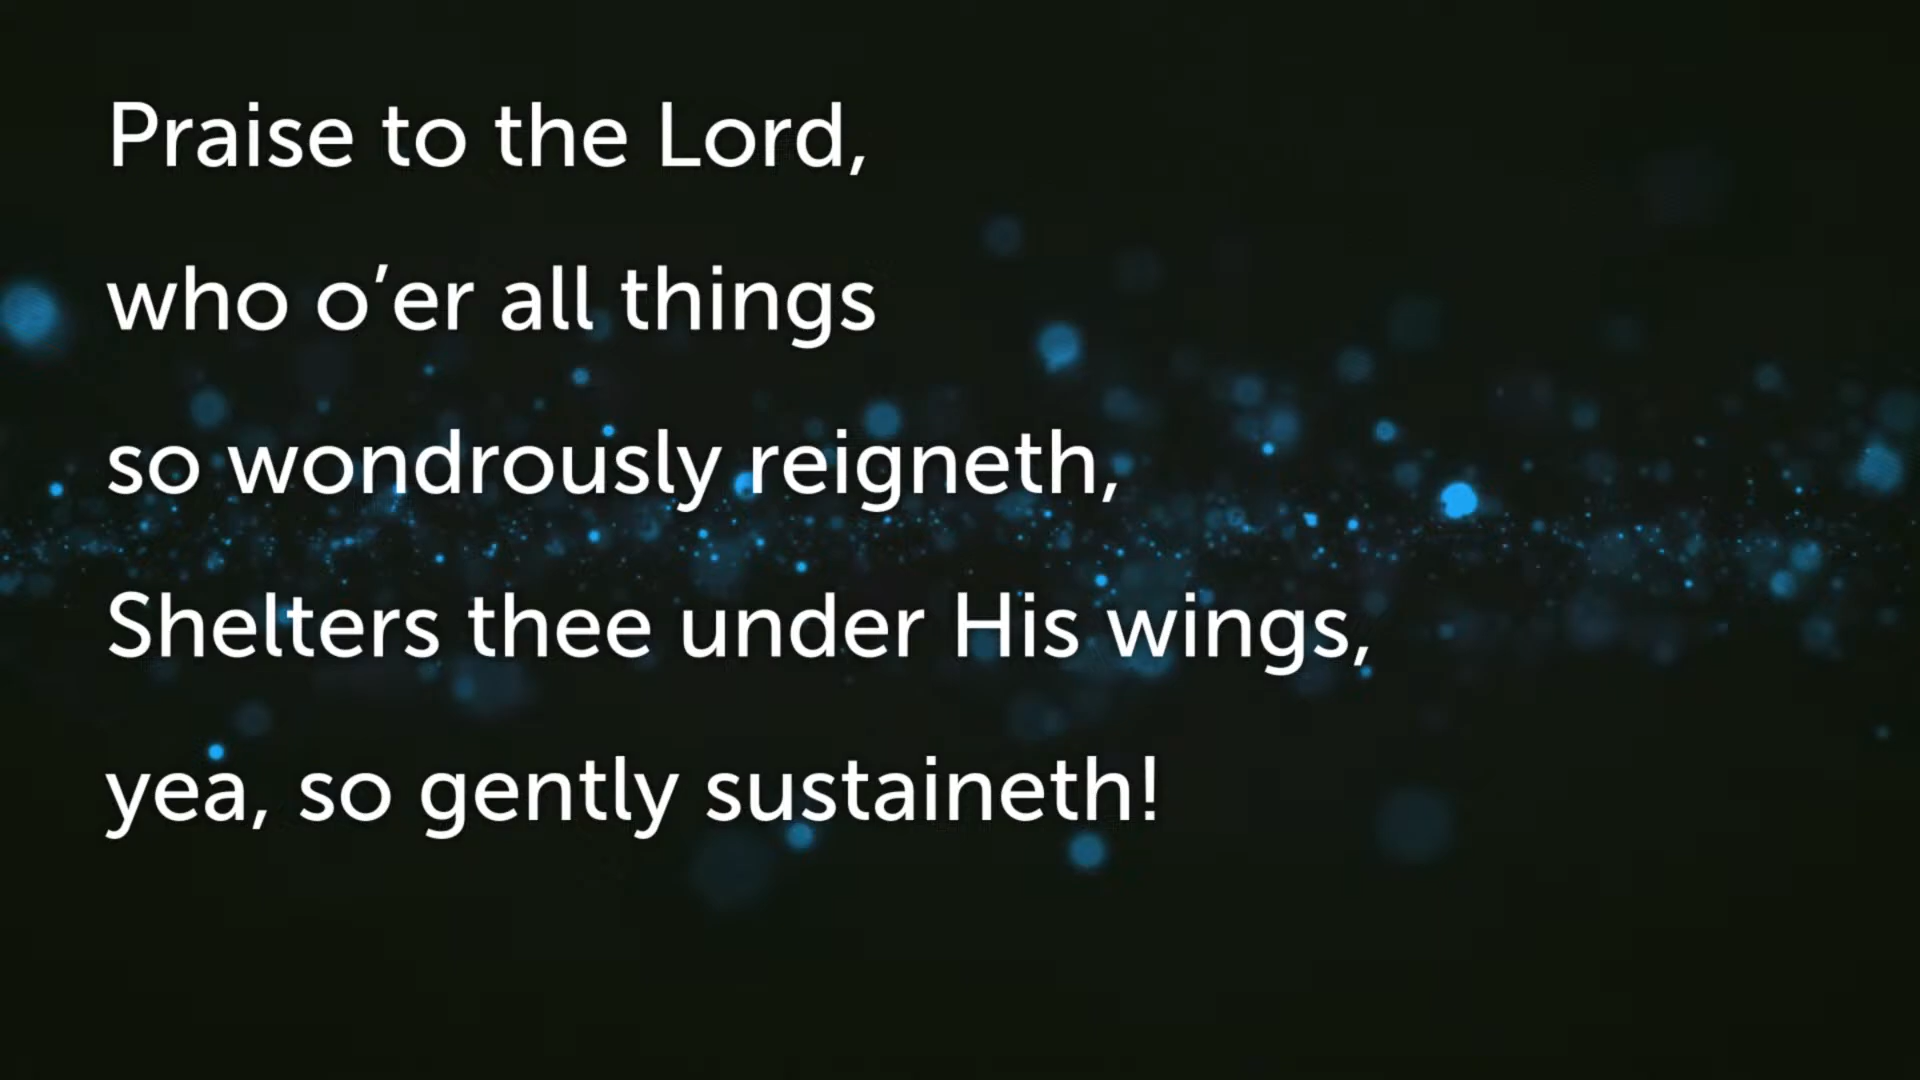 Praise to the Lord,
who o’er all things
so wondrously reigneth,
Shelters thee under His wings,
yea, so gently sustaineth!